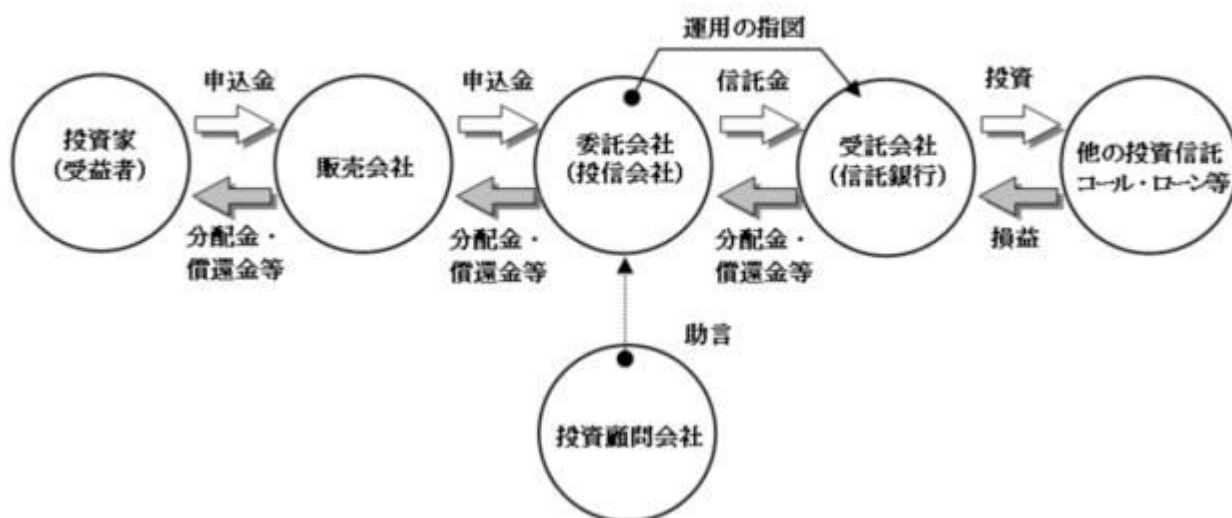 運用の指図
申込金
申込金
信託金
投資
投資家
(受益者)
販売会社
委託会社
(投信会社)
受託会社
(信託銀行)
他の投資信託
コール・ローン等
分配金・
償還金等
分配金・
償還金等
分配金・
償還金等
損益
助言
投資顧問会社